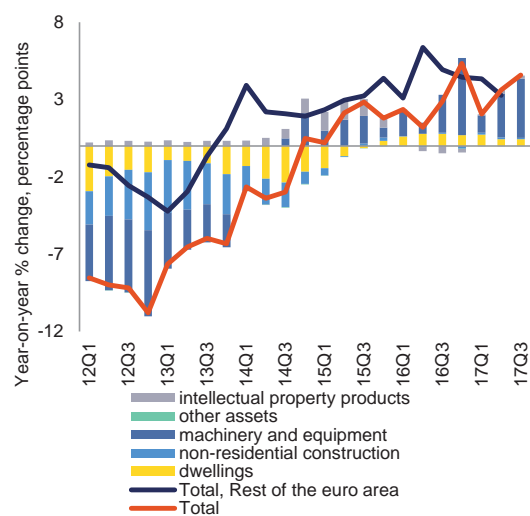 Year-on-year % change, percentage points
8
3
-2
-7
-12
12Q1
12Q3
13Q1
13Q3
14Q1
14Q3
15Q1
15Q3
16Q1
16Q3
17Q1
17Q3
intellectual property products
other assets
machinery and equipment
non-residential construction
dwellings
Total, Rest of the euro area
Total